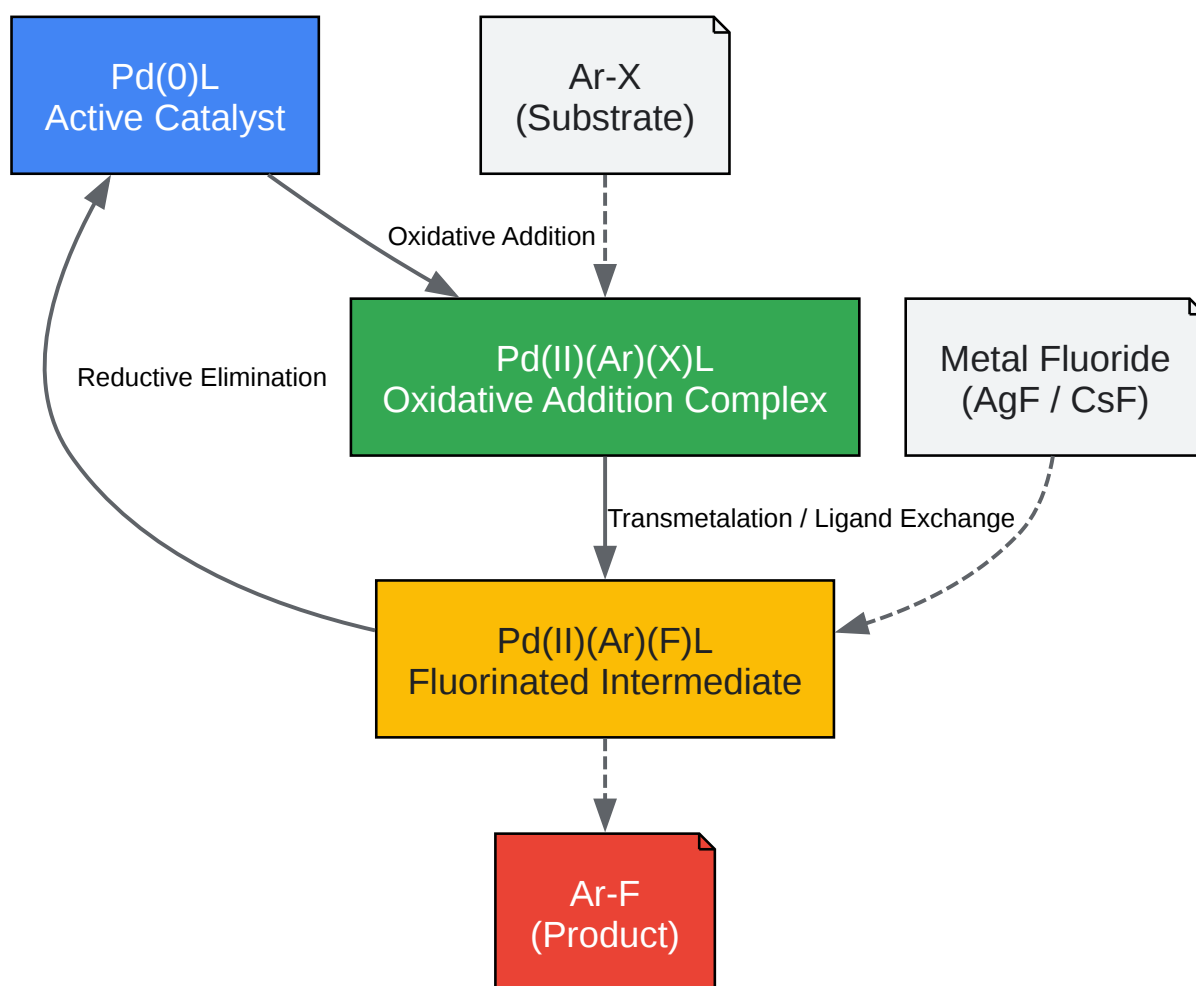 Pd(0)L
Active Catalyst
Ar-X
(Substrate)
Oxidative Addition
Pd(II)(Ar)(X)L
Oxidative Addition Complex
Metal Fluoride
(AgF / CsF)
Reductive Elimination
Transmetalation / Ligand Exchange
Pd(II)(Ar)(F)L
Fluorinated Intermediate
Ar-F
(Product)